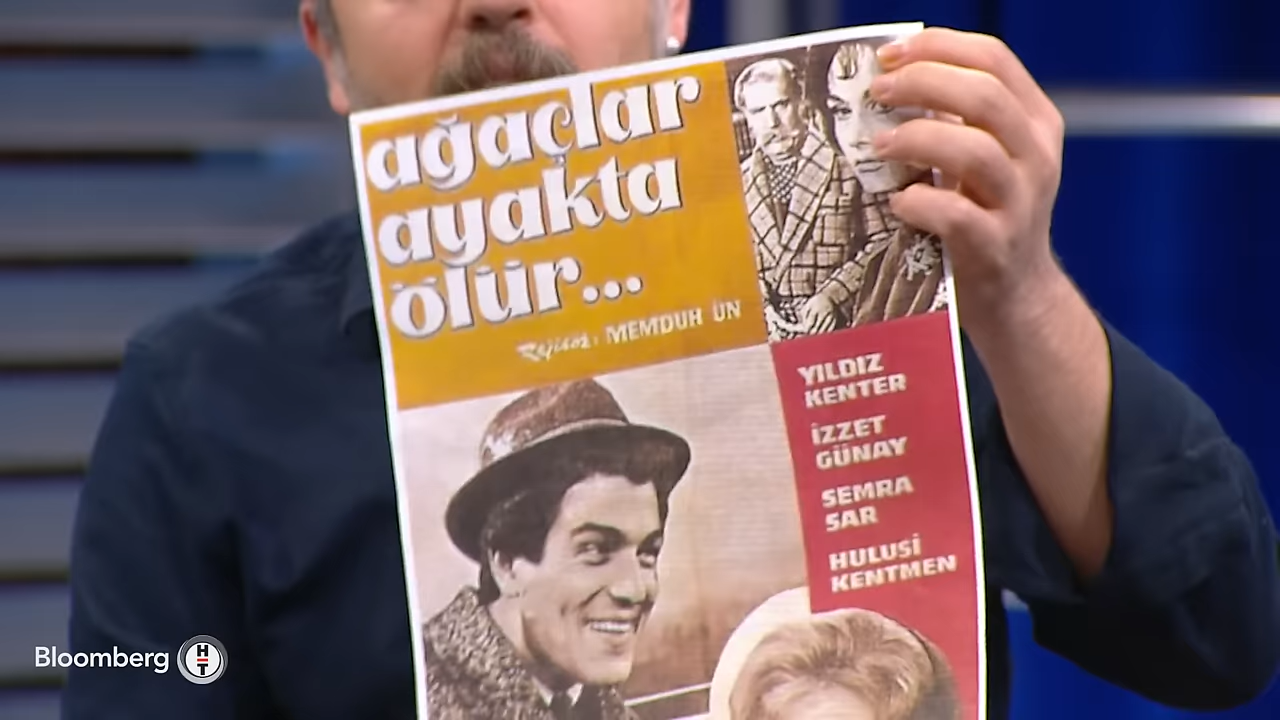 ağaçlar
ayakta
ölür...
Rejisör: MEMDUH ÜN
YILDIZ
KENTER
İZZET
GÜNAY
SEMRA
SAR
HULUSİ
KENTMEN
Bloomberg HT